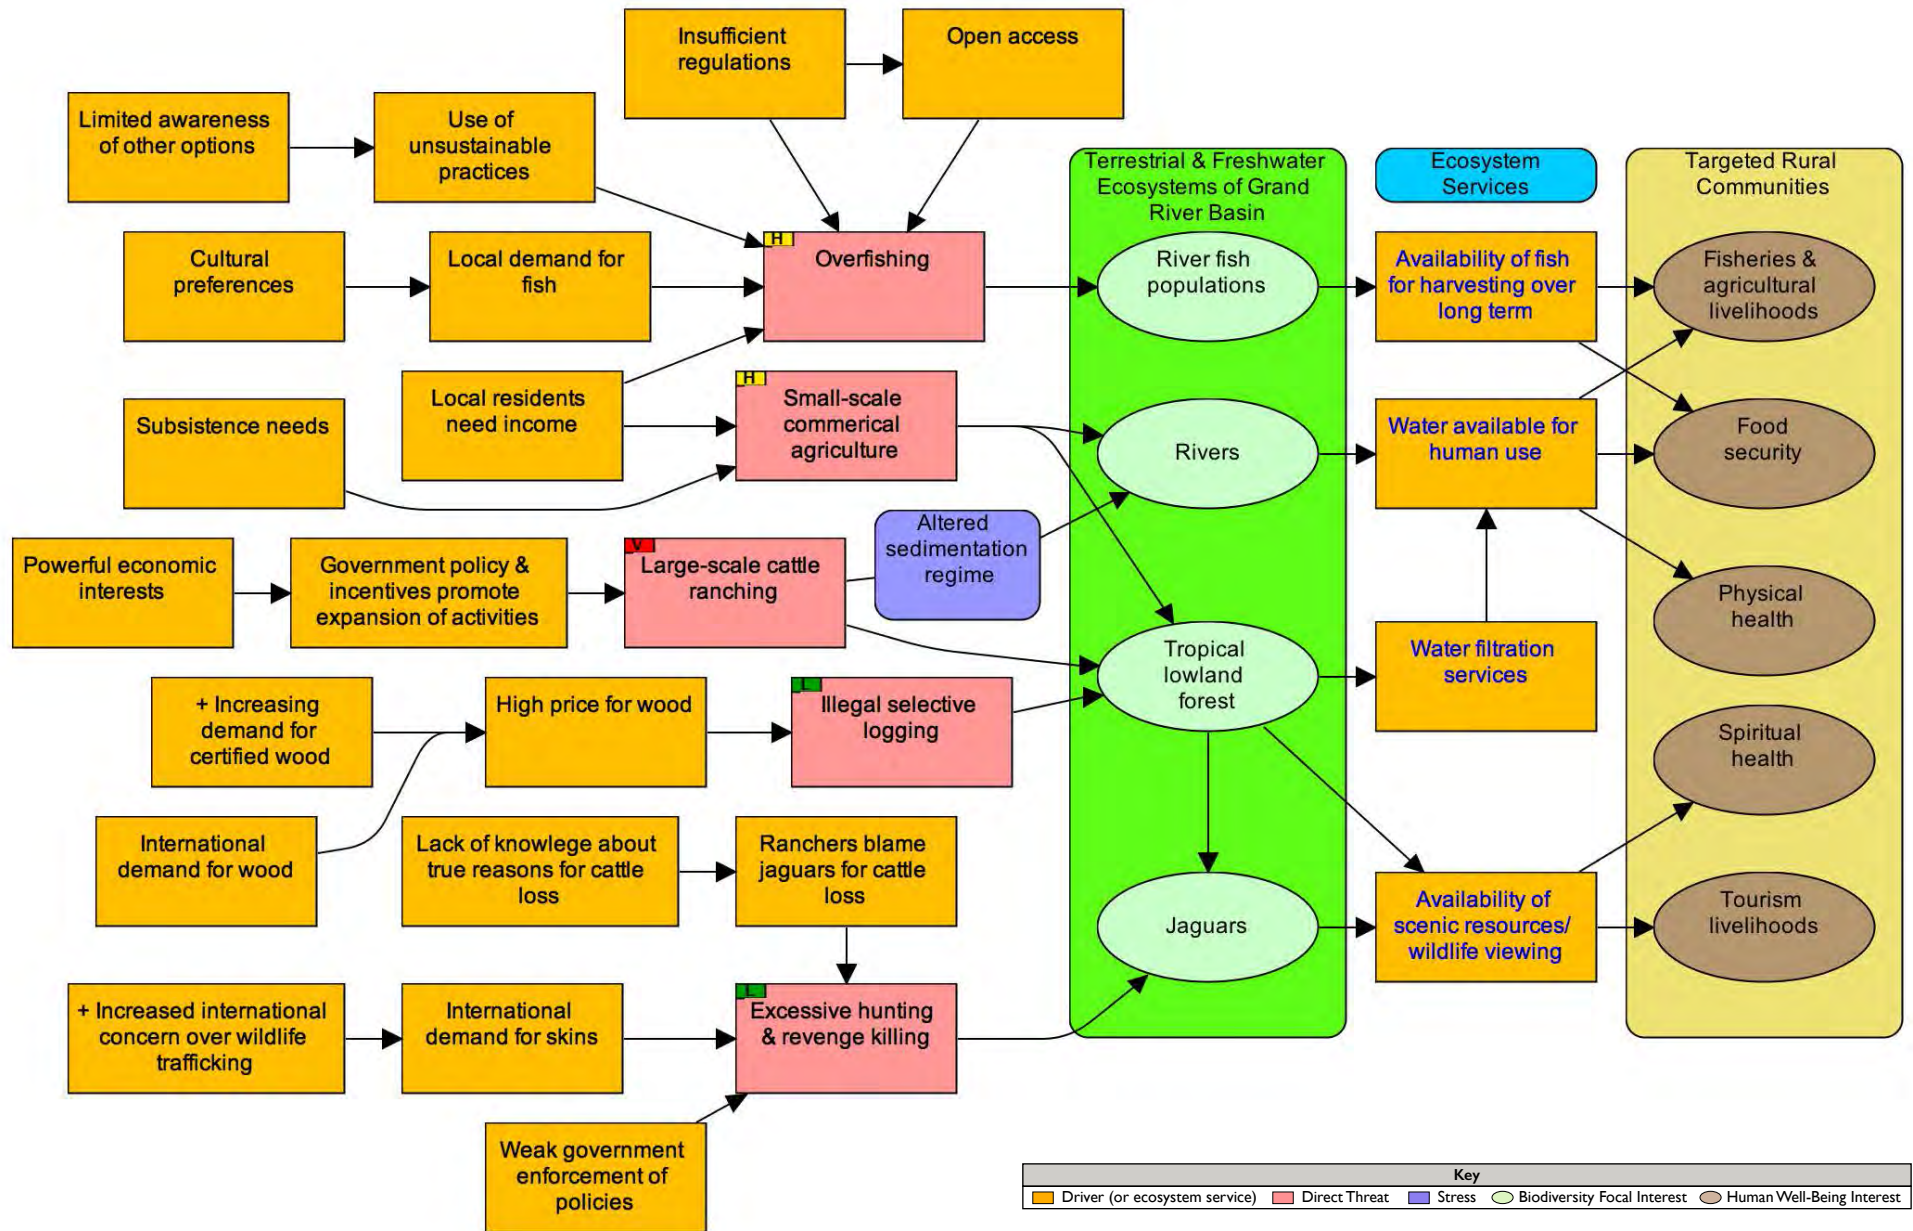 Insufficient
regulations
Open access
Limited awareness
of other options
Use of
unsustainable
practices
Terrestrial & Freshwater
Ecosystems of Grand
River Basin
Ecosystem
Services
Targeted Rural
Communities
Cultural
preferences
Local demand for
fish
H
Overfishing
River fish
populations
Availability of fish
for harvesting over
long term
Fisheries &
agricultural
livelihoods
Subsistence needs
Local residents
need income
H
Small-scale
commerical
agriculture
Rivers
Water available for
human use
Food
security
Altered
sedimentation
regime
Powerful economic
interests
Government policy &
incentives promote
expansion of activities
V
Large-scale cattle
ranching
Physical
health
Tropical
lowland
forest
Water filtration
services
+ Increasing
demand for
certified wood
High price for wood
L
Illegal selective
logging
Spiritual
health
International
demand for wood
Lack of knowlege about
true reasons for cattle
loss
Ranchers blame
jaguars for cattle
loss
Jaguars
Availability of
scenic resources/
wildlife viewing
Tourism
livelihoods
+ Increased international
concern over wildlife
trafficking
International
demand for skins
L
Excessive hunting
& revenge killing
Weak government
enforcement of
policies
Key
Driver (or ecosystem service) Direct Threat Stress Biodiversity Focal Interest Human Well-Being Interest